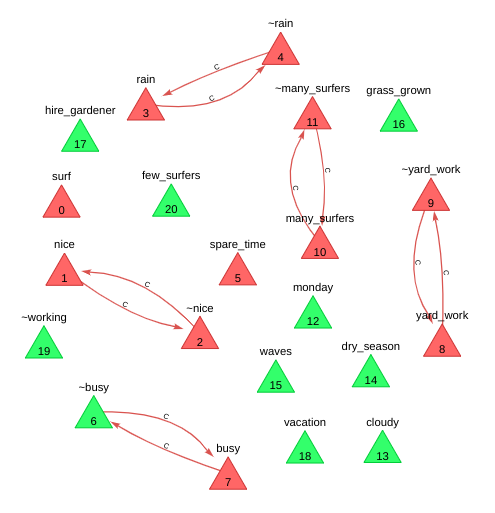 ~rain
4
rain
3
c
c
~many_surfers
11
grass_grown
16
hire_gardener
17
~yard_work
9
surf
0
few_surfers
20
c
c
many_surfers
10
nice
1
spare_time
5
c
c
c
c
~nice
2
monday
12
yard_work
8
~working
19
waves
15
dry_season
14
~busy
6
c
c
busy
7
vacation
18
cloudy
13